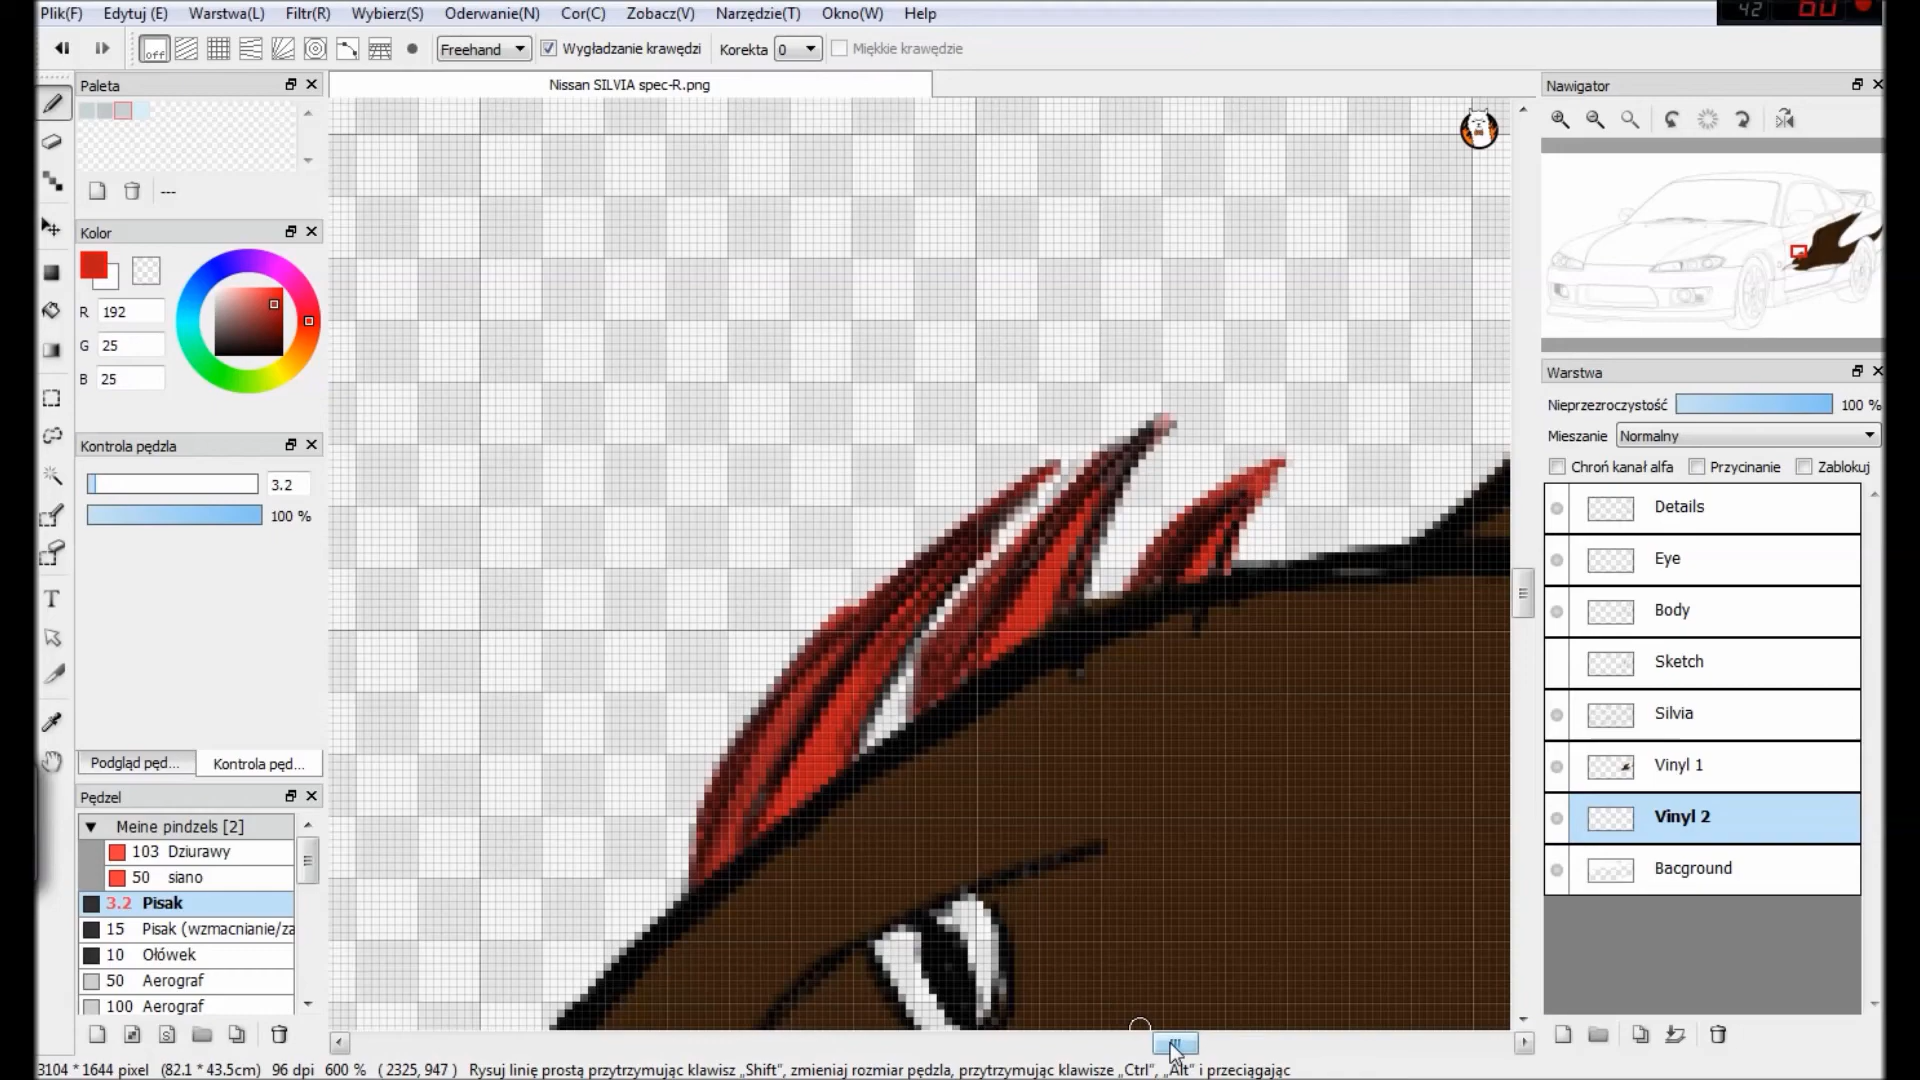 Plik(F) Edytuj (E) Warstwa(L) Filtr(R) Wybierz(S) Oderwanie(N) Cor(C) Zobacz(V) Narzędzie(T) Okno(W) Help
42 60
off Freehand Wygładzanie krawędzi Korekta 0 Miękkie krawędzie
Paleta
Nissan SILVIA spec-R.png
Nawigator
---
Kolor
R 192
G 25
B 25
Warstwa
Nieprzezroczystość 100 %
Mieszanie Normalny
Chroń kanał alfa Przycinanie Zablokuj
Kontrola pędzla
3.2
100 %
Details
Eye
Body
Sketch
Silvia
Vinyl 1
Vinyl 2
Bacground
T
Podgląd pęd... Kontrola pęd...
Pędzel
Meine pindzels [2]
103 Dziurawy
50 siano
3.2 Pisak
15 Pisak (wzmacnianie/za
10 Ołówek
50 Aerograf
100 Aerograf
S
3104 * 1644 pixel (82.1 * 43.5cm) 96 dpi 600 % ( 2325, 947 ) Rysuj linię prostą przytrzymując klawisz „Shift”, zmieniaj rozmiar pędzla, przytrzymując klawisze „Ctrl”, „Alt” i przeciągając